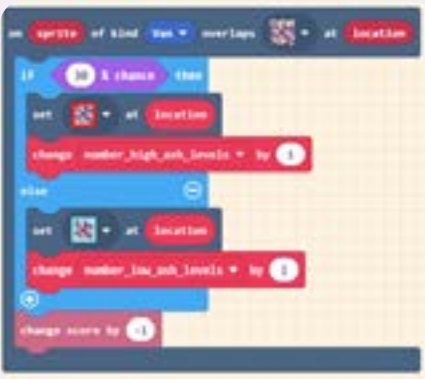 on sprite of kind Van overlaps at location
if 30 % chance then
set at location
change number_high_ash_levels by 1
else
set at location
change number_low_ash_levels by 1
change score by -1